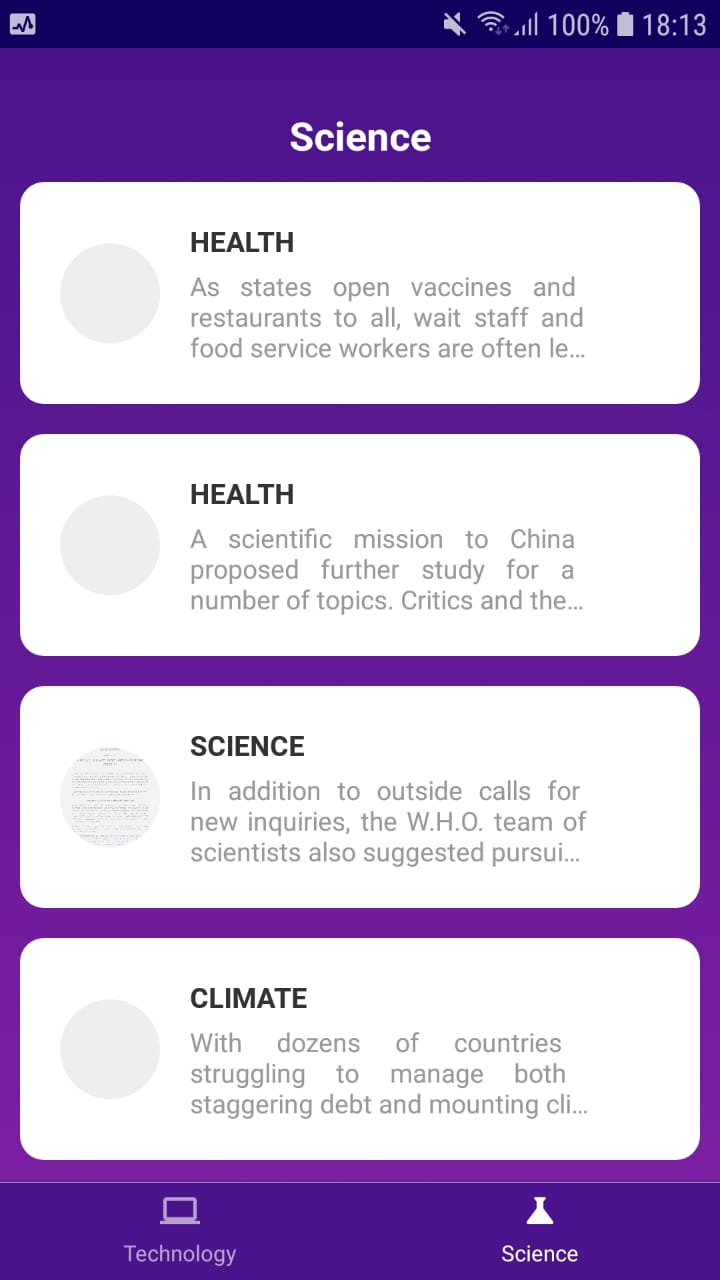 100% 18:13
Science
HEALTH
As states open vaccines and
restaurants to all, wait staff and
food service workers are often le…
HEALTH
A scientific mission to China
proposed further study for a
number of topics. Critics and the…
SCIENCE
In addition to outside calls for
new inquiries, the W.H.O. team of
scientists also suggested pursui…
CLIMATE
With dozens of countries
struggling to manage both
staggering debt and mounting cli…
Technology
Science